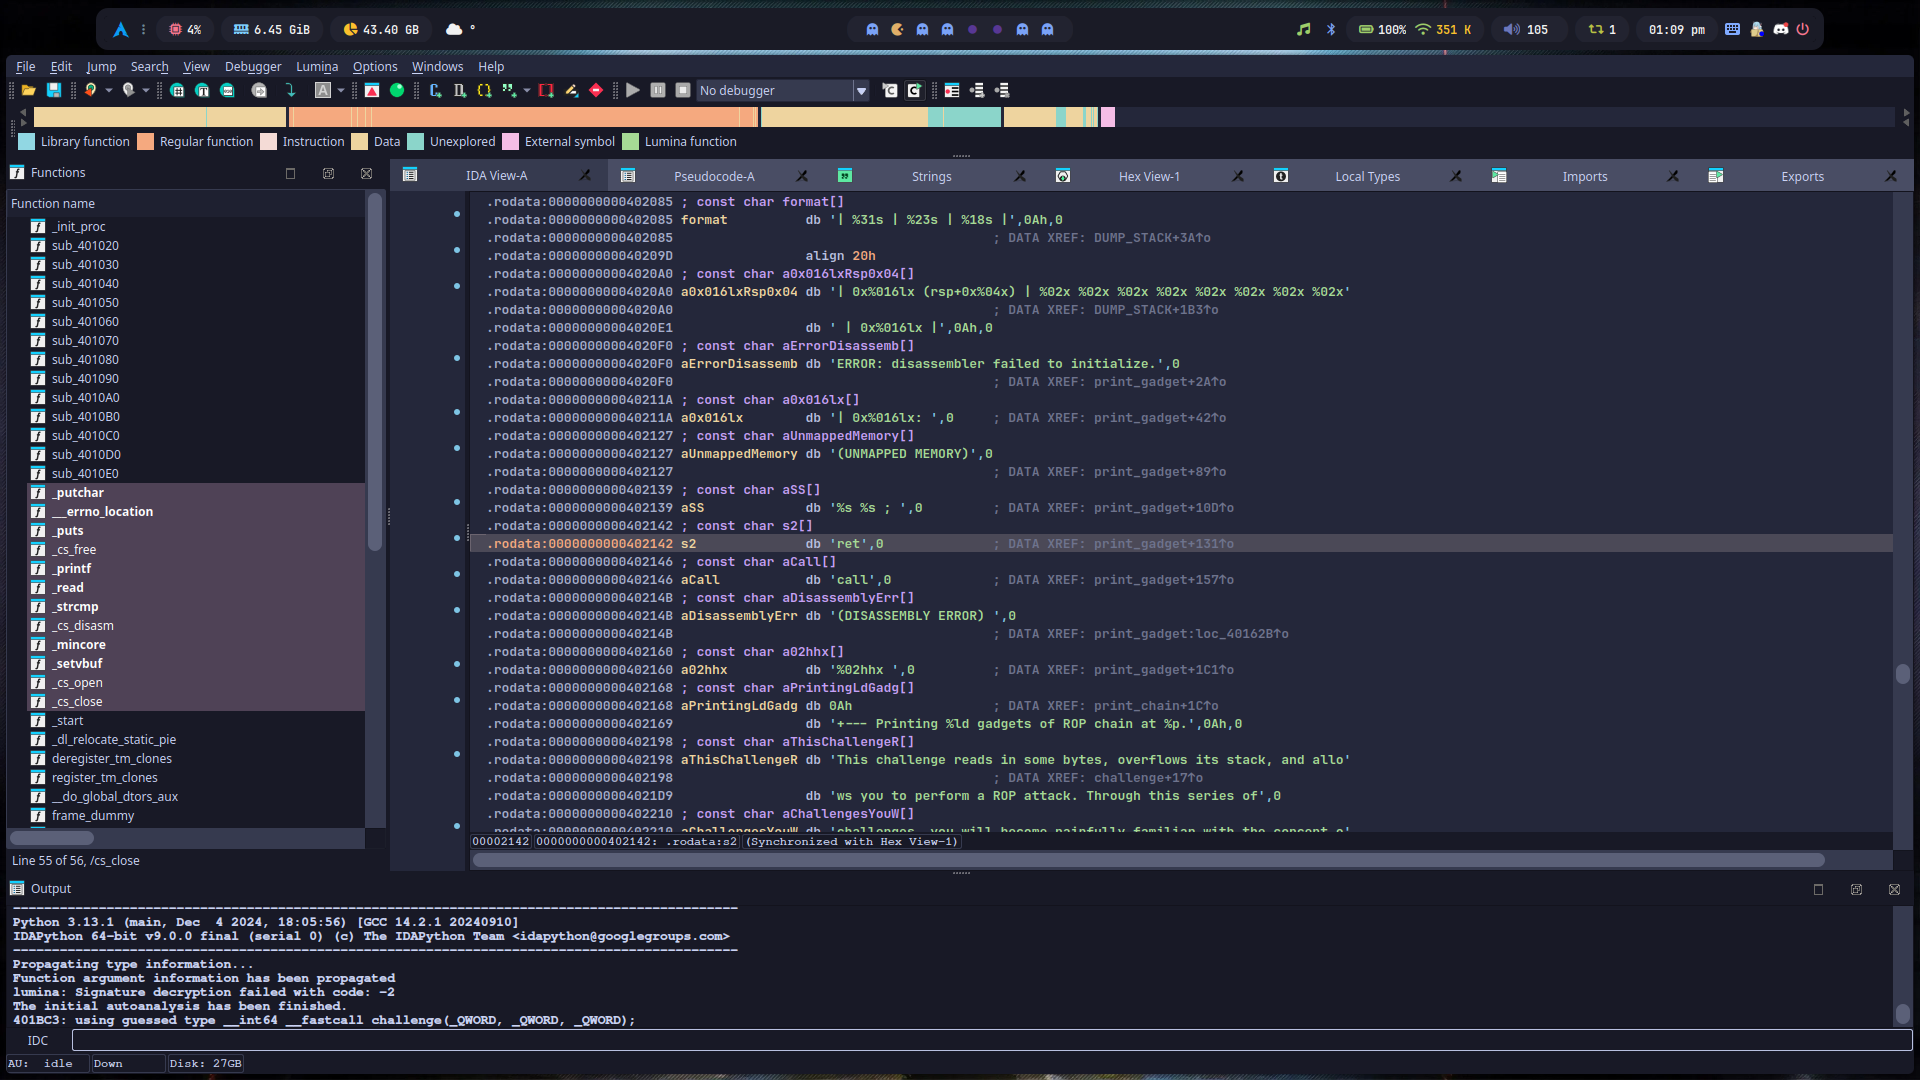 4%
6.45 GiB
43.40 GB
°
100%
351 K
105
1
01:09 pm
File Edit Jump Search View Debugger Lumina Options Windows Help
No debugger
Library function Regular function Instruction Data Unexplored External symbol Lumina function
Functions
IDA View-A
Pseudocode-A
Strings
Hex View-1
Local Types
Imports
Exports
Function name
_init_proc
sub_401020
sub_401030
sub_401040
sub_401050
sub_401060
sub_401070
sub_401080
sub_401090
sub_4010A0
sub_4010B0
sub_4010C0
sub_4010D0
sub_4010E0
_putchar
___errno_location
_puts
_cs_free
_printf
_read
_strcmp
_cs_disasm
_mincore
_setvbuf
_cs_open
_cs_close
_start
_dl_relocate_static_pie
deregister_tm_clones
register_tm_clones
__do_global_dtors_aux
frame_dummy
Line 55 of 56, /cs_close
.rodata:0000000000402085 ; const char format[]
.rodata:0000000000402085 format db '| %31s | %23s | %18s |',0Ah,0
.rodata:0000000000402085 ; DATA XREF: DUMP_STACK+3A↑o
.rodata:000000000040209D align 20h
.rodata:00000000004020A0 ; const char a0x016lxRsp0x04[]
.rodata:00000000004020A0 a0x016lxRsp0x04 db '| 0x%016lx (rsp+0x%04x) | %02x %02x %02x %02x %02x %02x %02x %02x'
.rodata:00000000004020A0 ; DATA XREF: DUMP_STACK+1B3↑o
.rodata:00000000004020E1 db ' | 0x%016lx |',0Ah,0
.rodata:00000000004020F0 ; const char aErrorDisassemb[]
.rodata:00000000004020F0 aErrorDisassemb db 'ERROR: disassembler failed to initialize.',0
.rodata:00000000004020F0 ; DATA XREF: print_gadget+2A↑o
.rodata:000000000040211A ; const char a0x016lx[]
.rodata:000000000040211A a0x016lx db '| 0x%016lx: ',0 ; DATA XREF: print_gadget+42↑o
.rodata:0000000000402127 ; const char aUnmappedMemory[]
.rodata:0000000000402127 aUnmappedMemory db '(UNMAPPED MEMORY)',0
.rodata:0000000000402127 ; DATA XREF: print_gadget+89↑o
.rodata:0000000000402139 ; const char aSS[]
.rodata:0000000000402139 aSS db '%s %s ; ',0 ; DATA XREF: print_gadget+10D↑o
.rodata:0000000000402142 ; const char s2[]
.rodata:0000000000402142 s2 db 'ret',0 ; DATA XREF: print_gadget+131↑o
.rodata:0000000000402146 ; const char aCall[]
.rodata:0000000000402146 aCall db 'call',0 ; DATA XREF: print_gadget+157↑o
.rodata:000000000040214B ; const char aDisassemblyErr[]
.rodata:000000000040214B aDisassemblyErr db '(DISASSEMBLY ERROR) ',0
.rodata:000000000040214B ; DATA XREF: print_gadget:loc_40162B↑o
.rodata:0000000000402160 ; const char a02hhx[]
.rodata:0000000000402160 a02hhx db '%02hhx ',0 ; DATA XREF: print_gadget+1C1↑o
.rodata:0000000000402168 ; const char aPrintingLdGadg[]
.rodata:0000000000402168 aPrintingLdGadg db 0Ah ; DATA XREF: print_chain+1C↑o
.rodata:0000000000402169 db '+--- Printing %ld gadgets of ROP chain at %p.',0Ah,0
.rodata:0000000000402198 ; const char aThisChallengeR[]
.rodata:0000000000402198 aThisChallengeR db 'This challenge reads in some bytes, overflows its stack, and allo'
.rodata:0000000000402198 ; DATA XREF: challenge+17↑o
.rodata:00000000004021D9 db 'ws you to perform a ROP attack. Through this series of',0
.rodata:0000000000402210 ; const char aChallengesYouW[]
.rodata:0000000000402210 aChallengesYouW db 'challenges, you will become painfully familiar with the concept o'
00002142 0000000000402142: .rodata:s2 (Synchronized with Hex View-1)
Output
Python 3.13.1 (main, Dec  4 2024, 18:05:56) [GCC 14.2.1 20240910]
IDAPython 64-bit v9.0.0 final (serial 0) (c) The IDAPython Team <idapython@googlegroups.com>
Propagating type information...
Function argument information has been propagated
lumina: Signature decryption failed with code: -2
The initial autoanalysis has been finished.
401BC3: using guessed type __int64 __fastcall challenge(_QWORD, _QWORD, _QWORD);
IDC
AU: idle Down Disk: 27GB